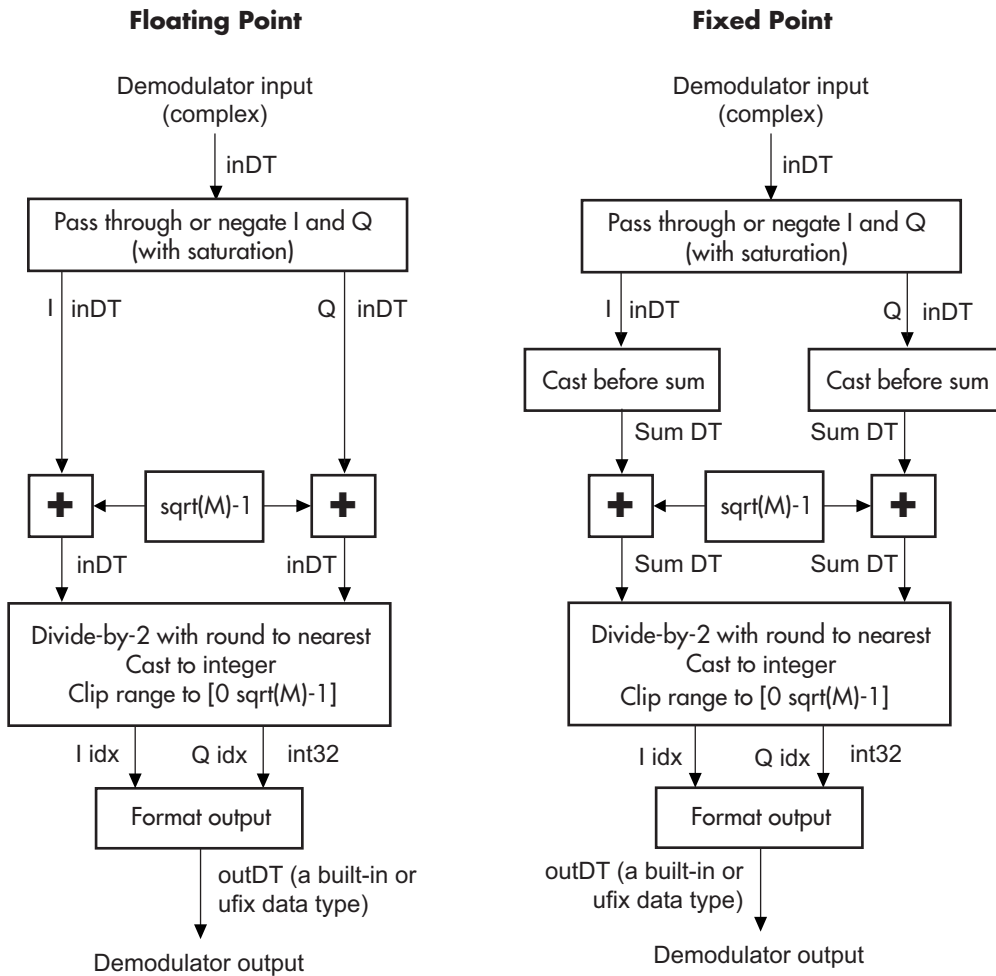 Floating Point
Demodulator input
(complex)
inDT
Pass through or negate I and Q
(with saturation)
I inDT
Q inDT
+
sqrt(M)-1
+
inDT
inDT
Divide-by-2 with round to nearest
Cast to integer
Clip range to [0 sqrt(M)-1]
I idx
Q idx
int32
Format output
outDT (a built-in or
ufix data type)
Demodulator output
Fixed Point
Demodulator input
(complex)
inDT
Pass through or negate I and Q
(with saturation)
I inDT
Q inDT
Cast before sum
Cast before sum
Sum DT
Sum DT
+
sqrt(M)-1
+
Sum DT
Sum DT
Divide-by-2 with round to nearest
Cast to integer
Clip range to [0 sqrt(M)-1]
I idx
Q idx
int32
Format output
outDT (a built-in or
ufix data type)
Demodulator output